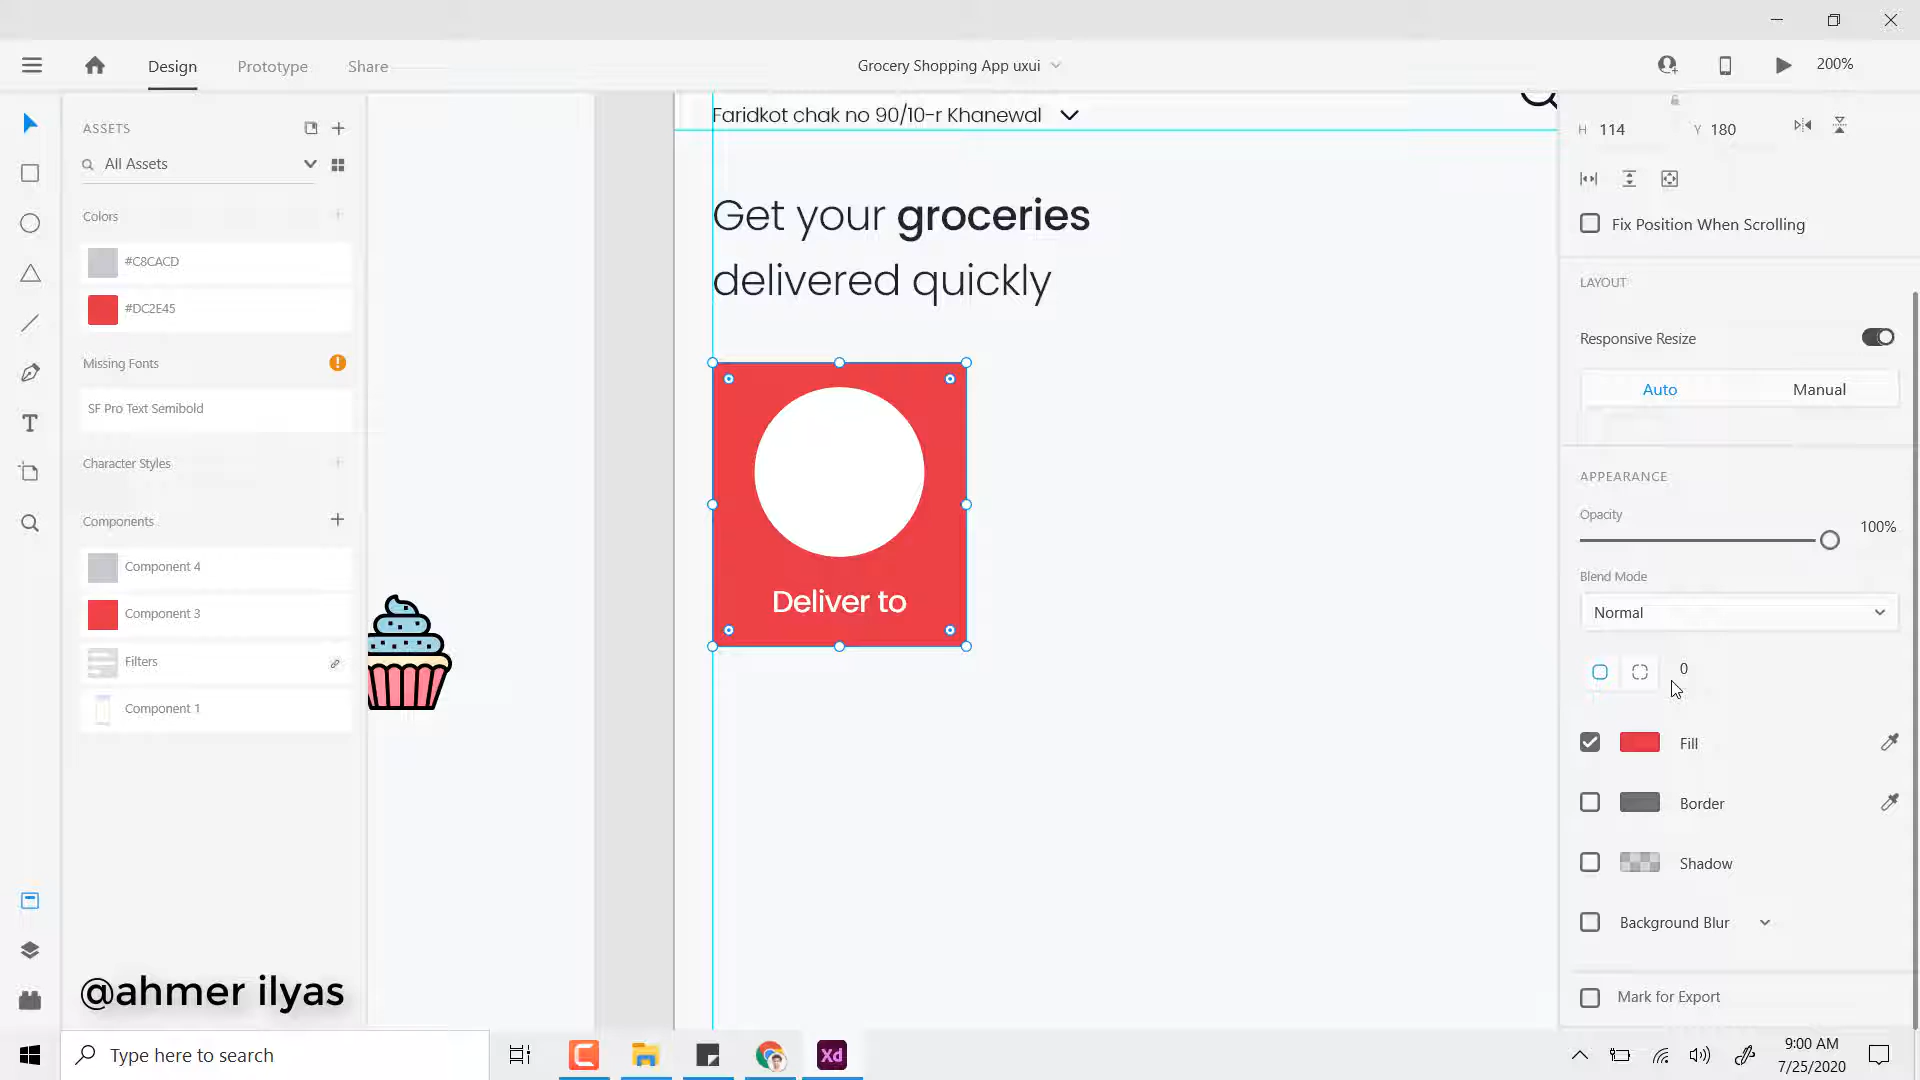 Design
Prototype
Share
Grocery Shopping App uxui
200%
ASSETS
All Assets
Colors
#C8CACD
#DC2E45
Missing Fonts
SF Pro Text Semibold
Character Styles
Components
Component 4
Component 3
Filters
Component 1
@ahmer ilyas
Faridkot chak no 90/10-r Khanewal
Get your groceries
delivered quickly
Deliver to
H 114
Y 180
Fix Position When Scrolling
LAYOUT
Responsive Resize
Auto
Manual
APPEARANCE
Opacity
100%
Blend Mode
Normal
0
Fill
Border
Shadow
Background Blur
Mark for Export
Type here to search
Xd
9:00 AM
7/25/2020